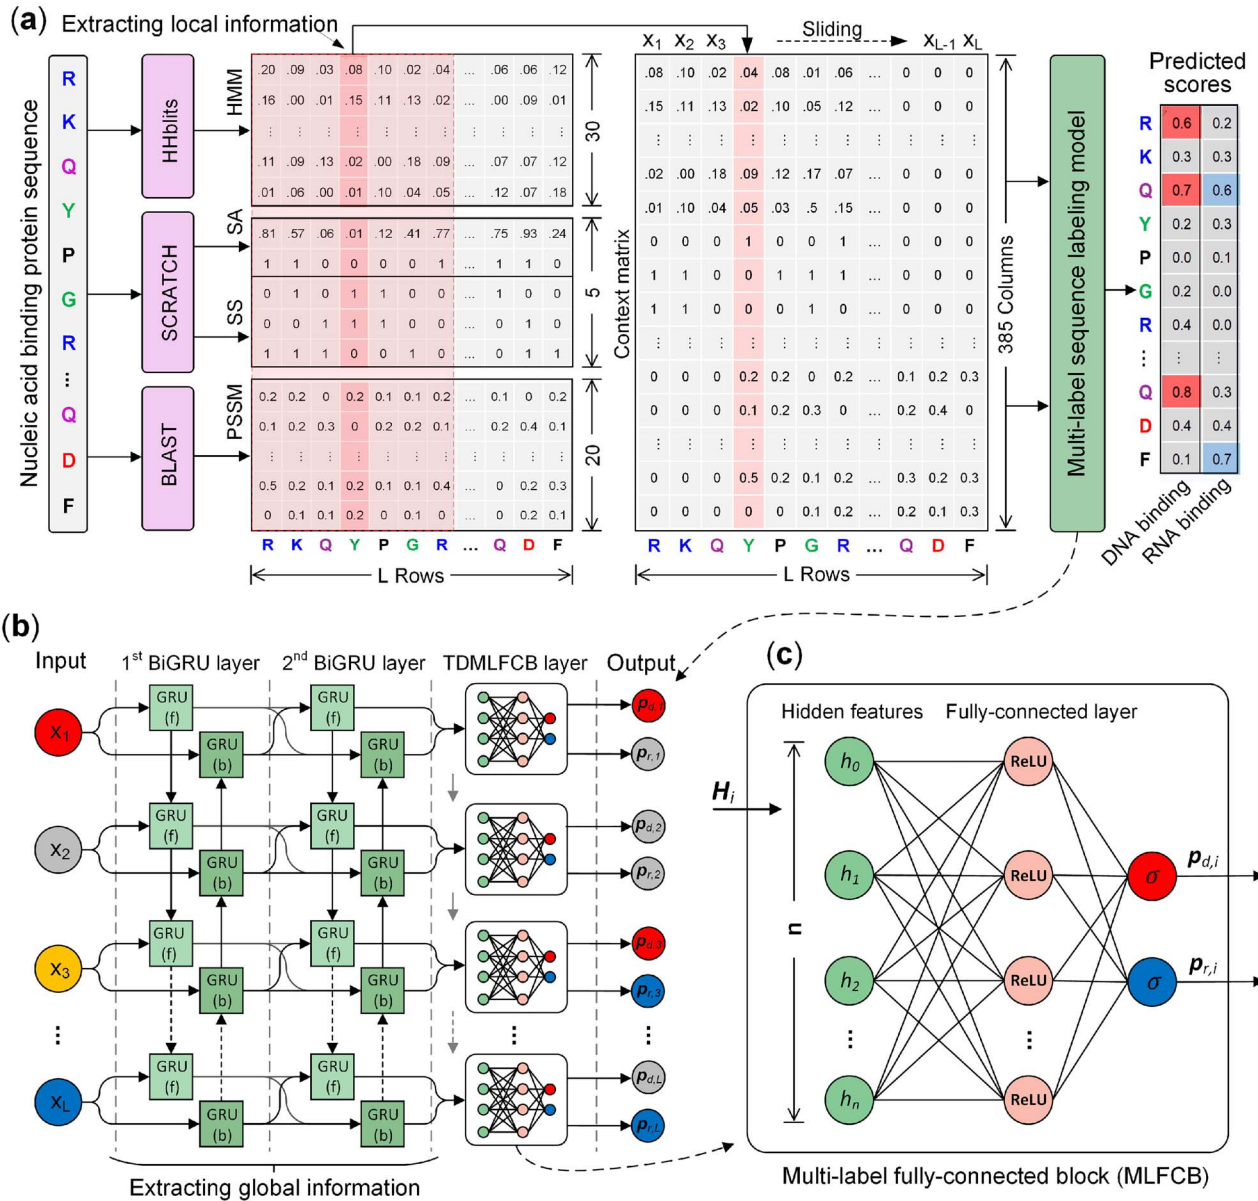 (a) Extracting local information
Nucleic acid binding protein sequence
R
K
Q
Y
P
G
R
...
Q
D
F
HHblits
SCRATCH
BLAST
HMM
.20 .09 .03 .08 .10 .02 .04 ... .06 .06 .12
.16 .00 .01 .15 .11 .13 .02 ... .00 .09 .01
⋮ ⋮ ⋮ ⋮ ⋮ ⋮ ⋮ ... ⋮ ⋮ ⋮
.11 .09 .13 .02 .00 .18 .09 ... .07 .07 .12
.01 .06 .00 .01 .10 .04 .05 ... .12 .07 .18
30
SA
.81 .57 .06 .01 .12 .41 .77 ... .75 .93 .24
1 1 0 0 0 0 1 ... 1 1 0
SS
0 1 0 1 1 0 0 ... 1 0 0
0 0 1 1 1 0 0 ... 0 1 0
1 1 1 0 0 1 0 ... 0 1 1
5
PSSM
0.2 0.2 0 0.2 0.1 0.1 0.2 ... 0.1 0 0.2
0.1 0.2 0.3 0 0.2 0.2 0.1 ... 0.2 0.4 0.1
⋮ ⋮ ⋮ ⋮ ⋮ ⋮ ⋮ ... ⋮ ⋮ ⋮
0.5 0.2 0.1 0.2 0.1 0.1 0.4 ... 0.1 0.2 0.3
0 0.1 0.1 0.2 0 0.1 0.1 ... 0 0.2 0.1
20
R K Q Y P G R ... Q D F
L Rows
X1 X2 X3 Sliding XL-1 XL
Context matrix
.08 .10 .02 .04 .08 .01 .06 ... 0 0 0
.15 .11 .13 .02 .10 .05 .12 ... 0 0 0
⋮ ⋮ ⋮ ⋮ ⋮ ⋮ ⋮ ... ⋮ ⋮ ⋮
.02 .00 .18 .09 .12 .17 .07 ... 0 0 0
.01 .10 .04 .05 .03 .5 .15 ... 0 0 0
0 0 0 1 0 0 1 ... 0 0 0
1 1 0 0 1 1 1 ... 0 0 0
1 1 0 0 0 1 0 ... 0 0 0
⋮ ⋮ ⋮ ⋮ ⋮ ⋮ ⋮ ... ⋮ ⋮ ⋮
0 0 0 0.2 0.2 0 0.2 ... 0.1 0.2 0.3
0 0 0 0.1 0.2 0.3 0 ... 0.2 0.4 0
⋮ ⋮ ⋮ ⋮ ⋮ ⋮ ⋮ ... ⋮ ⋮ ⋮
0 0 0 0.5 0.2 0.1 0.2 ... 0.3 0.2 0.3
0 0 0 0 0 0.1 0.2 ... 0.2 0.1 0.3
385 Columns
R K Q Y P G R ... Q D F
L Rows
Multi-label sequence labeling model
Predicted
scores
R 0.6 0.2
K 0.3 0.3
Q 0.7 0.6
Y 0.2 0.3
P 0.0 0.1
G 0.2 0.0
R 0.4 0.0
⋮ ⋮ ⋮
Q 0.8 0.3
D 0.4 0.4
F 0.1 0.7
DNA binding
RNA binding
(b)
Input 1st BiGRU layer 2nd BiGRU layer TDMLFCB layer Output
X1
GRU
(f)
GRU
(b)
GRU
(f)
GRU
(b)
pd,1
pr,1
X2
GRU
(f)
GRU
(b)
GRU
(f)
GRU
(b)
pd,2
pr,2
X3
GRU
(f)
GRU
(b)
GRU
(f)
GRU
(b)
pd,3
pr,3
⋮ ⋮ ⋮
XL
GRU
(f)
GRU
(b)
GRU
(f)
GRU
(b)
pd,L
pr,L
Extracting global information
(c)
Hidden features Fully-connected layer
Hi
n
h0 ReLU
h1 ReLU σ pd,i
h2 ReLU σ pr,i
⋮ ⋮
hn ReLU
Multi-label fully-connected block (MLFCB)